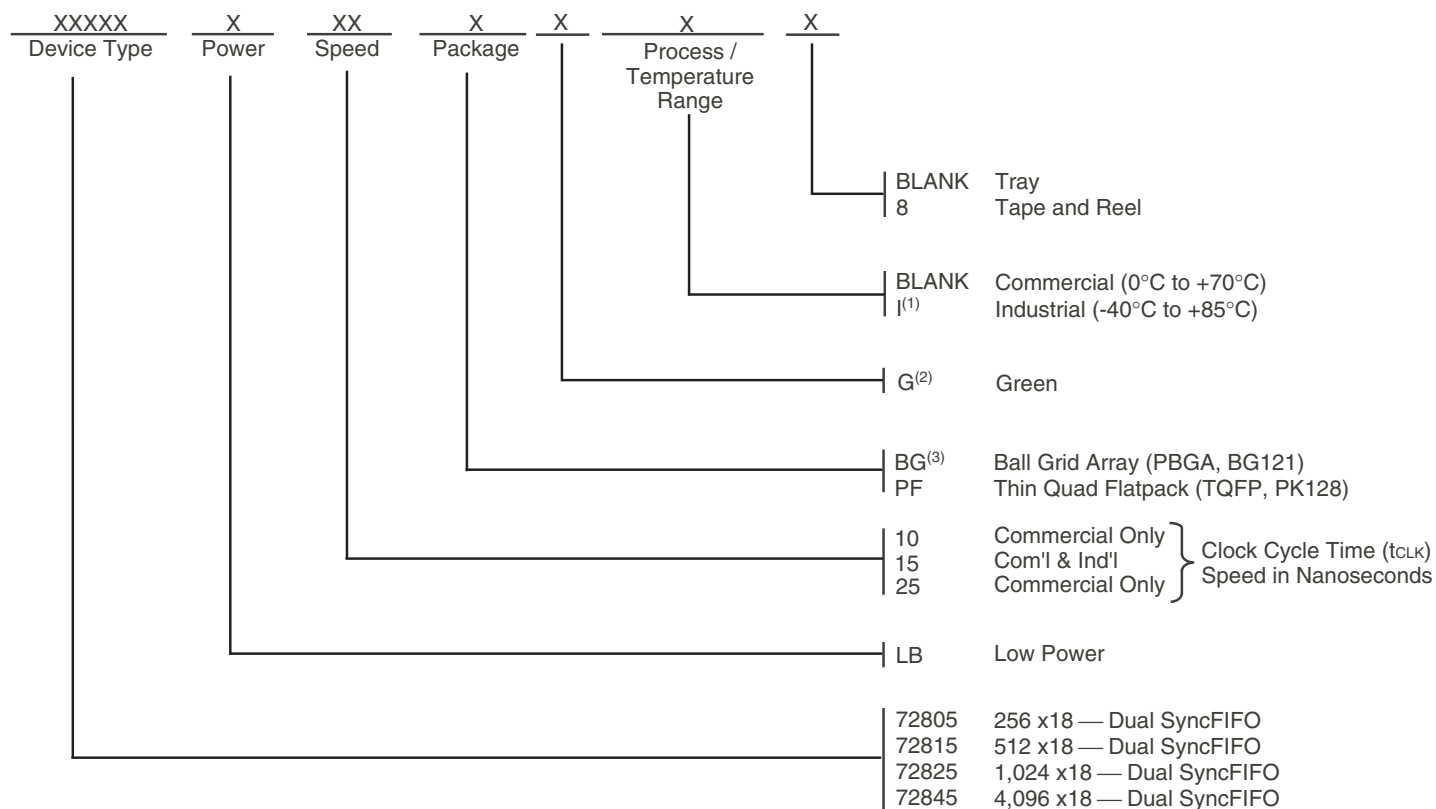 XXXXX X XX X X X X
Device Type Power Speed Package Process /
Temperature
Range
BLANK Tray
8 Tape and Reel
BLANK Commercial (0°C to +70°C)
I(1) Industrial (-40°C to +85°C)
G(2) Green
BG(3) Ball Grid Array (PBGA, BG121)
PF Thin Quad Flatpack (TQFP, PK128)
10 Commercial Only
15 Com'l & Ind'l
25 Commercial Only
Clock Cycle Time (tCLK)
Speed in Nanoseconds
LB Low Power
72805 256 x18 — Dual SyncFIFO
72815 512 x18 — Dual SyncFIFO
72825 1,024 x18 — Dual SyncFIFO
72845 4,096 x18 — Dual SyncFIFO